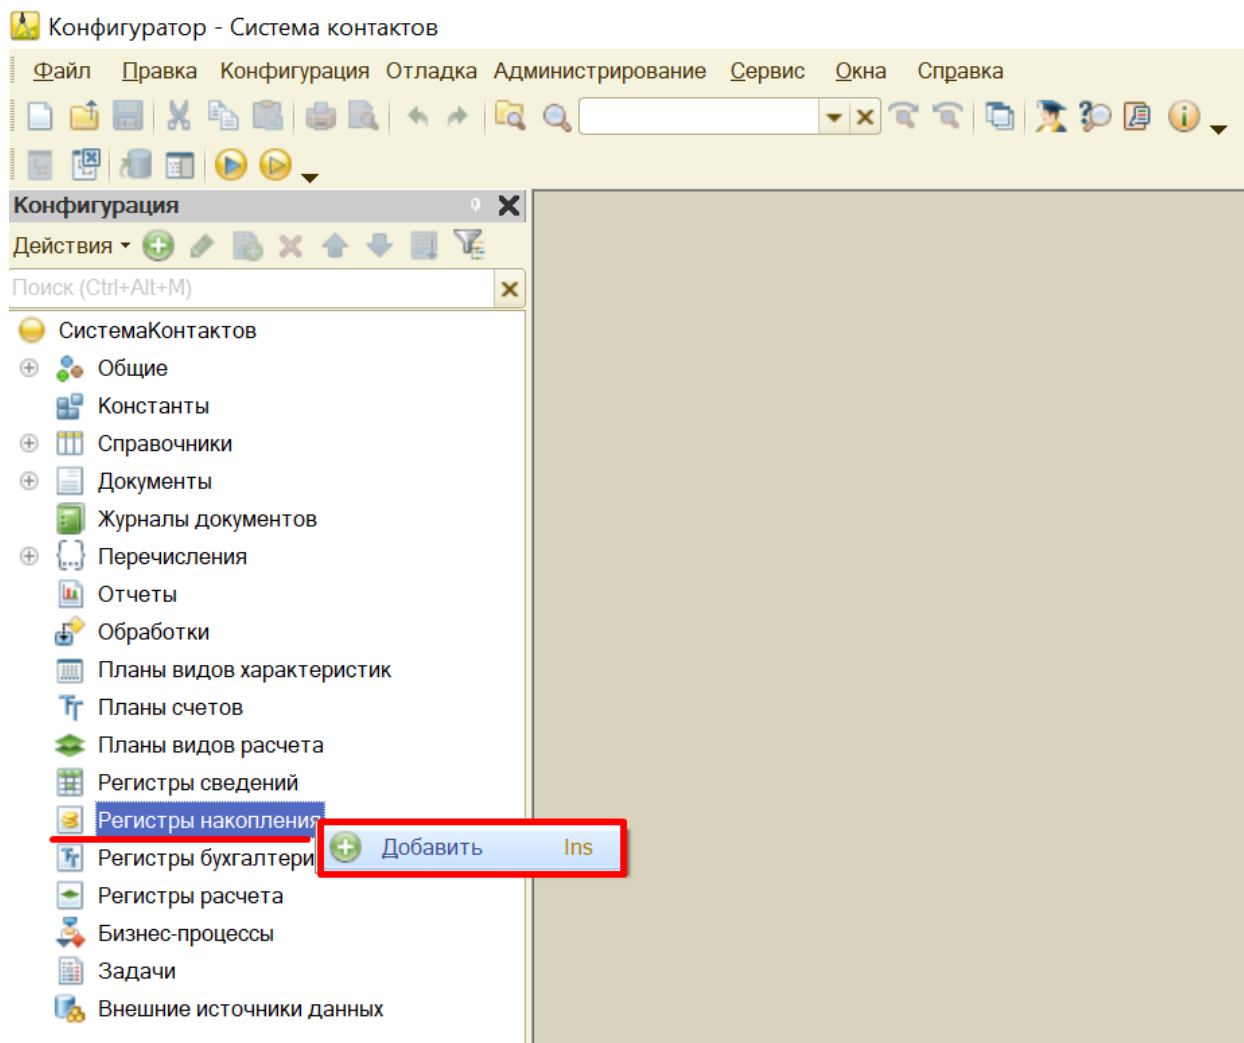 Конфигуратор - Система контактов
Файл Правка Конфигурация Отладка Администрирование Сервис Окна Справка
Конфигурация
Действия
Поиск (Ctrl+Alt+M)
СистемаКонтактов
Общие
Константы
Справочники
Документы
Журналы документов
Перечисления
Отчеты
Обработки
Планы видов характеристик
Планы счетов
Планы видов расчета
Регистры сведений
Регистры накопления
Добавить Ins
Регистры бухгалтери
Регистры расчета
Бизнес-процессы
Задачи
Внешние источники данных